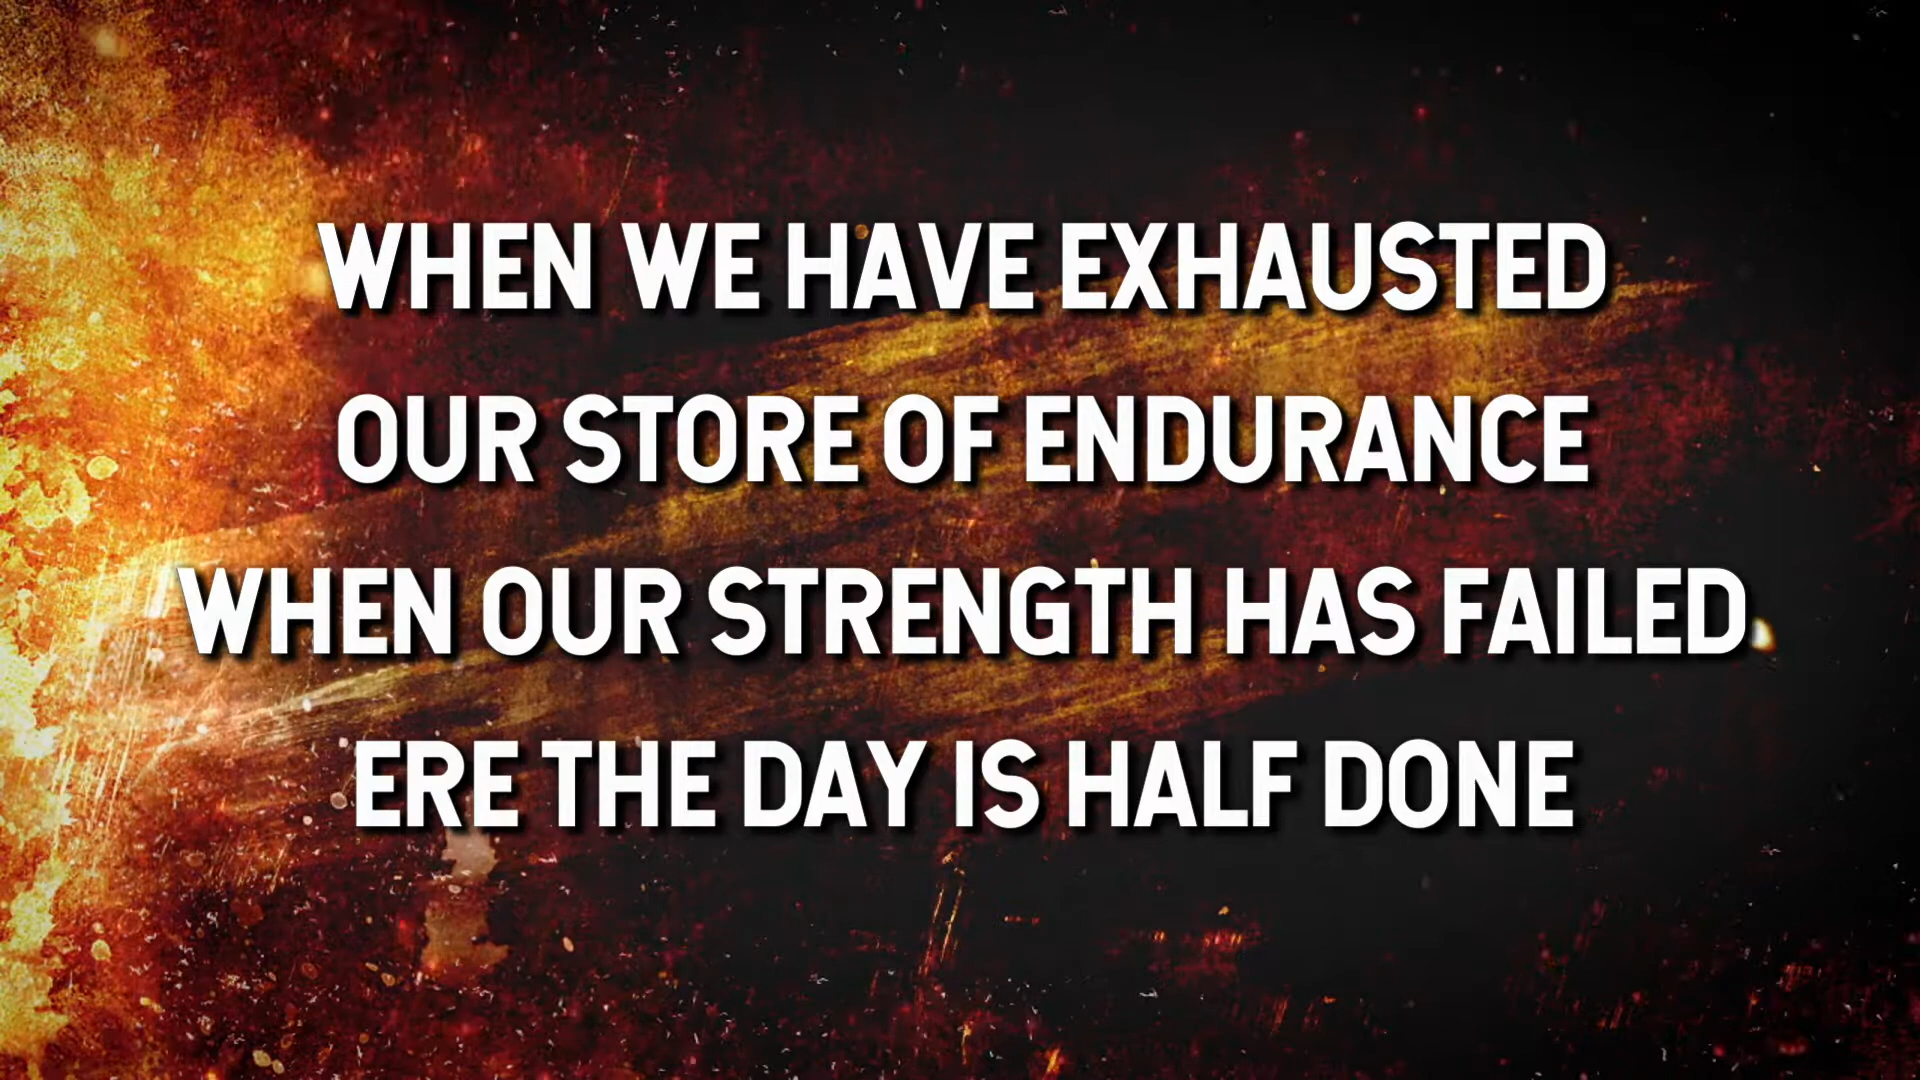 WHEN WE HAVE EXHAUSTED
OUR STORE OF ENDURANCE
WHEN OUR STRENGTH HAS FAILED
ERE THE DAY IS HALF DONE